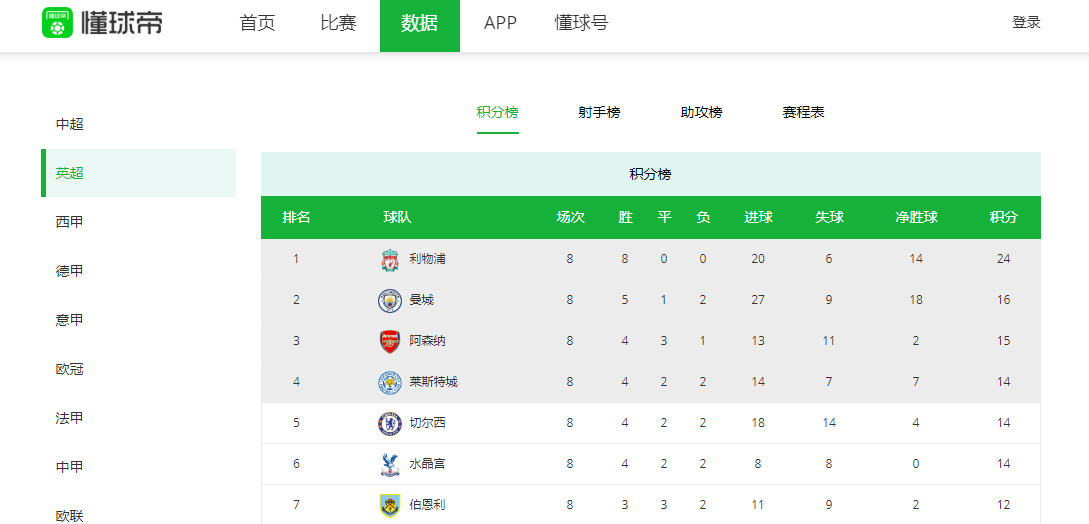 懂球帝 首页 比赛 数据 APP 懂球号 登录
积分榜 射手榜 助攻榜 赛程表
中超
英超
西甲
德甲
意甲
欧冠
法甲
中甲
欧联
积分榜
排名 球队 场次 胜 平 负 进球 失球 净胜球 积分
1 利物浦 8 8 0 0 20 6 14 24
2 曼城 8 5 1 2 27 9 18 16
3 阿森纳 8 4 3 1 13 11 2 15
4 莱斯特城 8 4 2 2 14 7 7 14
5 切尔西 8 4 2 2 18 14 4 14
6 水晶宫 8 4 2 2 8 8 0 14
7 伯恩利 8 3 3 2 11 9 2 12